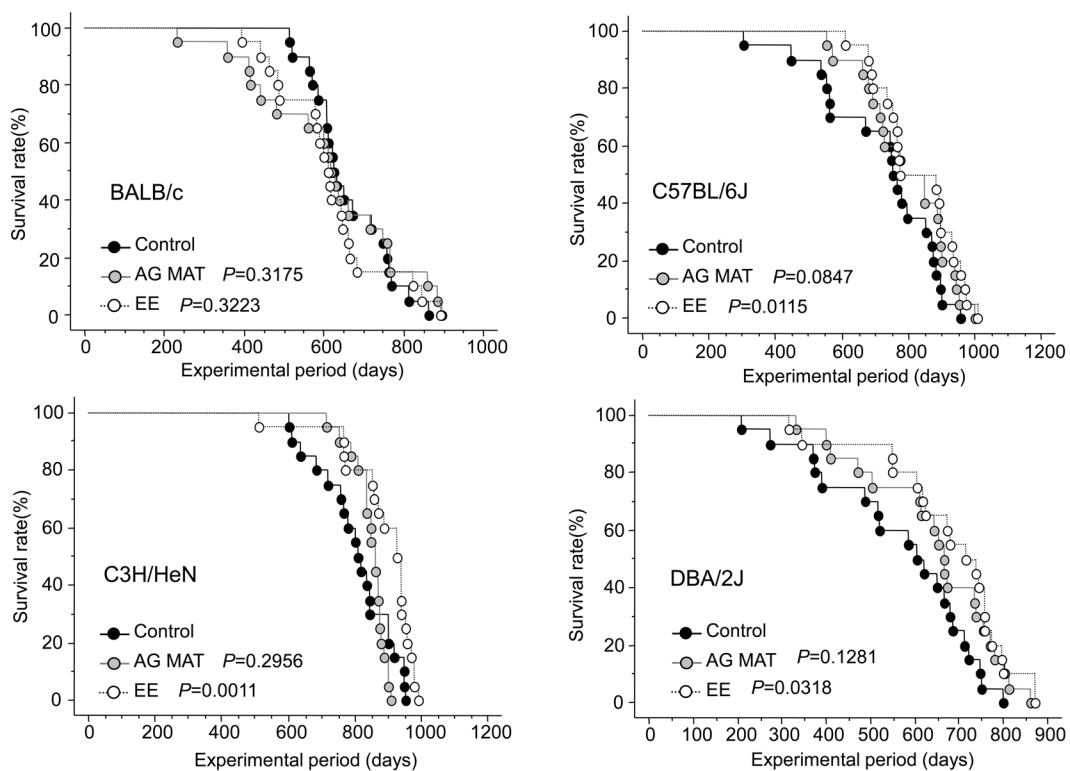 Survival rate(%)
100
80
60
40
20
0
BALB/c
Control
AG MAT P=0.3175
EE P=0.3223
0 200 400 600 800 1000
Experimental period (days)
Survival rate(%)
100
80
60
40
20
0
C57BL/6J
Control
AG MAT P=0.0847
EE P=0.0115
0 200 400 600 800 1000 1200
Experimental period (days)
Survival rate(%)
100
80
60
40
20
0
C3H/HeN
Control
AG MAT P=0.2956
EE P=0.0011
0 200 400 600 800 1000 1200
Experimental period (days)
Survival rate(%)
100
80
60
40
20
0
DBA/2J
Control
AG MAT P=0.1281
EE P=0.0318
0 100 200 300 400 500 600 700 800 900
Experimental period (days)